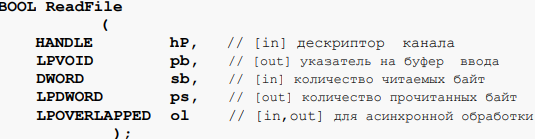 BOOL ReadFile
(
HANDLE hP, // [in] дескриптор канала
LPVOID pb, // [out] указатель на буфер ввода
DWORD sb, // [in] количество читаемых байт
LPDWORD ps, // [out] количество прочитанных байт
LPOVERLAPPED ol // [in,out] для асинхронной обработки
);